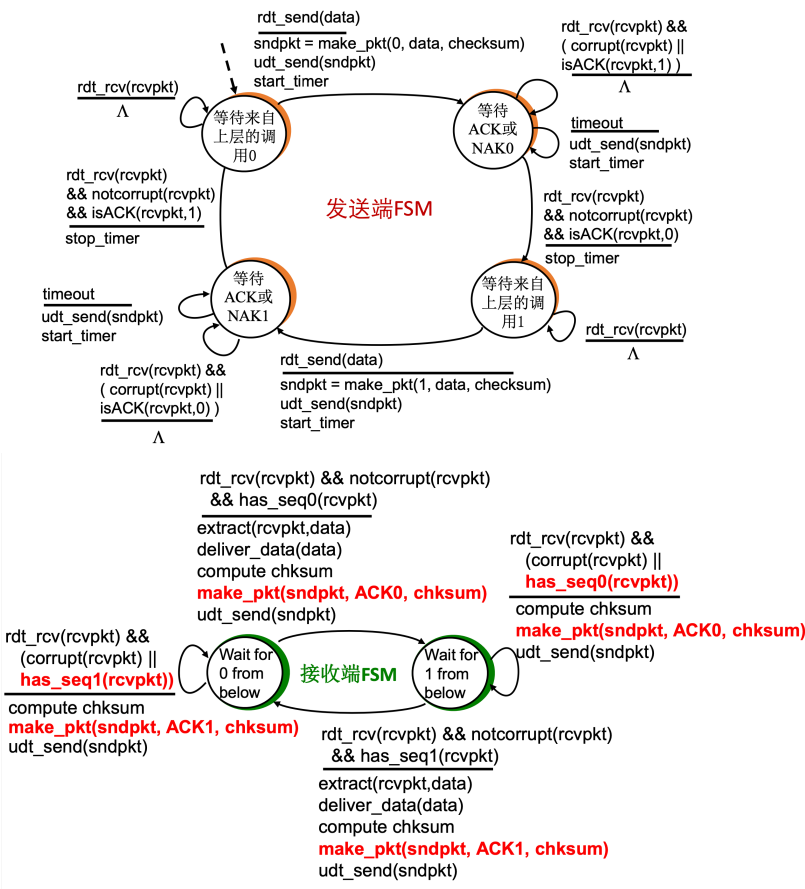 rdt_send(data)
sndpkt = make_pkt(0, data, checksum)
udt_send(sndpkt)
start_timer
rdt_rcv(rcvpkt) &&
( corrupt(rcvpkt) ||
isACK(rcvpkt,1) )
Λ
rdt_rcv(rcvpkt)
Λ
等待来自
上层的调
用0
等待
ACK或
NAK0
timeout
udt_send(sndpkt)
start_timer
rdt_rcv(rcvpkt)
&& notcorrupt(rcvpkt)
&& isACK(rcvpkt,1)
stop_timer
发送端FSM
rdt_rcv(rcvpkt)
&& notcorrupt(rcvpkt)
&& isACK(rcvpkt,0)
stop_timer
timeout
udt_send(sndpkt)
start_timer
等待
ACK或
NAK1
等待来自
上层的调
用1
rdt_rcv(rcvpkt)
Λ
rdt_rcv(rcvpkt) &&
( corrupt(rcvpkt) ||
isACK(rcvpkt,0) )
Λ
rdt_send(data)
sndpkt = make_pkt(1, data, checksum)
udt_send(sndpkt)
start_timer
rdt_rcv(rcvpkt) && notcorrupt(rcvpkt)
&& has_seq0(rcvpkt)
extract(rcvpkt,data)
deliver_data(data)
compute chksum
make_pkt(sndpkt, ACK0, chksum)
udt_send(sndpkt)
rdt_rcv(rcvpkt) &&
(corrupt(rcvpkt) ||
has_seq0(rcvpkt))
compute chksum
make_pkt(sndpkt, ACK0, chksum)
udt_send(sndpkt)
rdt_rcv(rcvpkt) &&
(corrupt(rcvpkt) ||
has_seq1(rcvpkt))
compute chksum
make_pkt(sndpkt, ACK1, chksum)
udt_send(sndpkt)
Wait for
0 from
below
接收端FSM
Wait for
1 from
below
rdt_rcv(rcvpkt) && notcorrupt(rcvpkt)
&& has_seq1(rcvpkt)
extract(rcvpkt,data)
deliver_data(data)
compute chksum
make_pkt(sndpkt, ACK1, chksum)
udt_send(sndpkt)